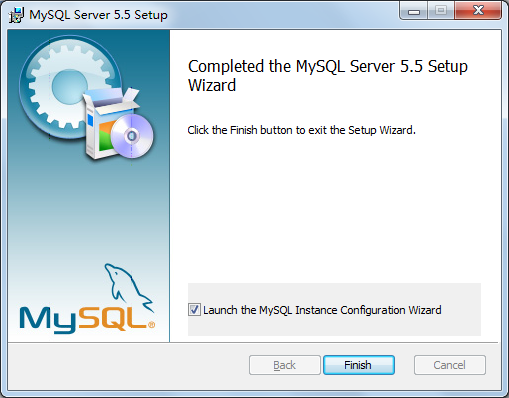 MySQL Server 5.5 Setup
Completed the MySQL Server 5.5 Setup
Wizard
Click the Finish button to exit the Setup Wizard.
MySQL®
Launch the MySQL Instance Configuration Wizard
Back
Finish
Cancel